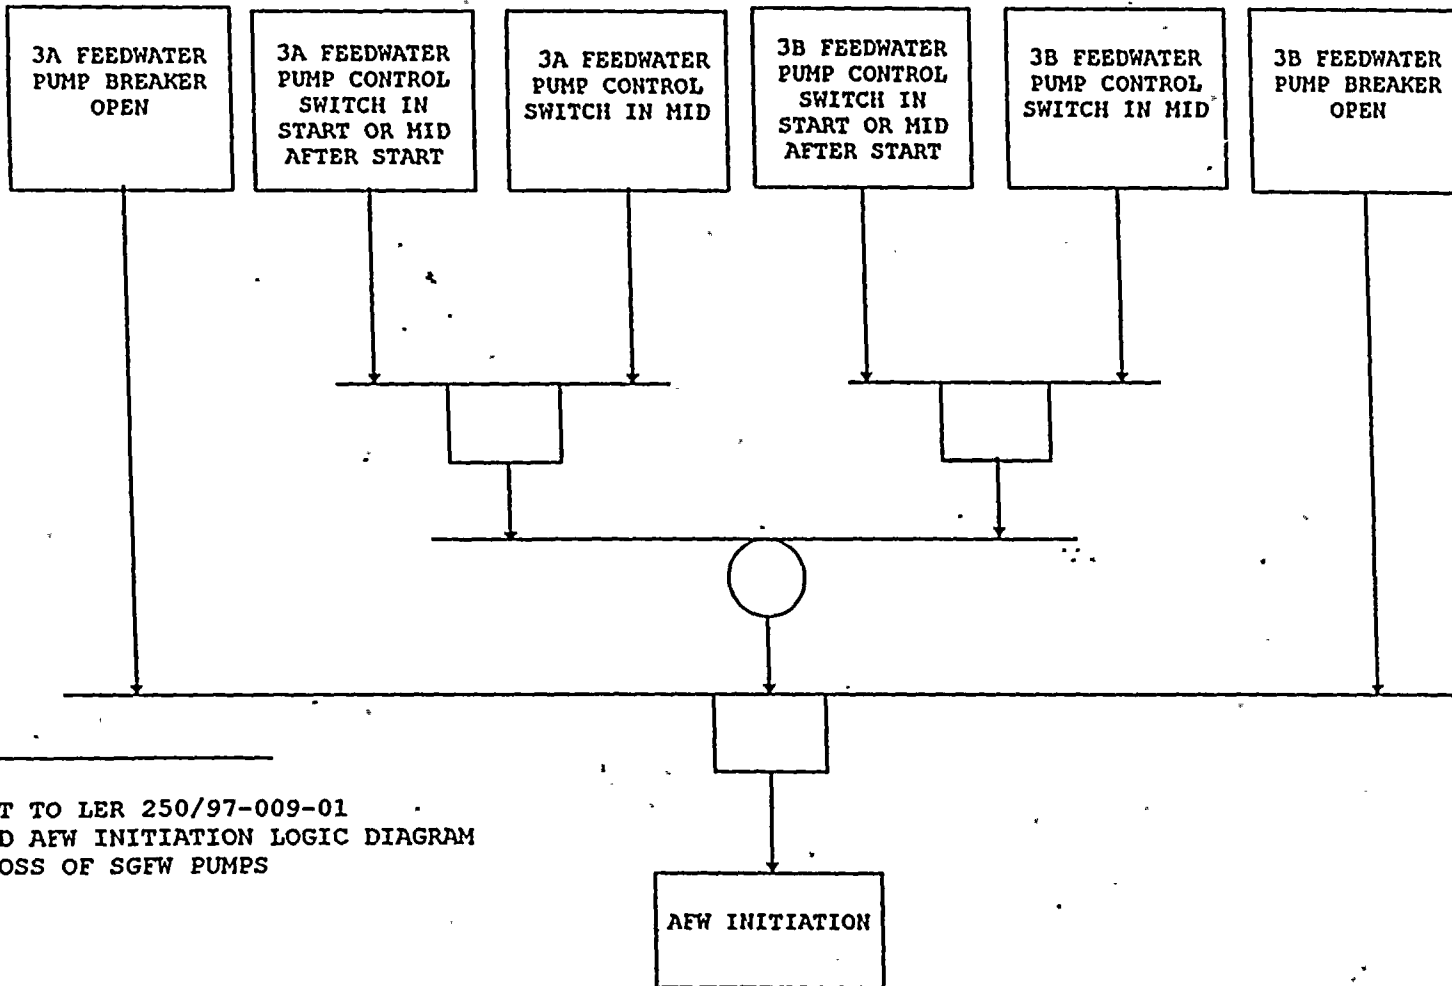 3A FEEDWATER
PUMP BREAKER
OPEN
3A FEEDWATER
PUMP CONTROL
SWITCH IN
START OR MID
AFTER START
3A FEEDWATER
PUMP CONTROL
SWITCH IN MID
3B FEEDWATER
PUMP CONTROL
SWITCH IN
START OR MID
AFTER START
3B FEEDWATER
PUMP CONTROL
SWITCH IN MID
3B FEEDWATER
PUMP BREAKER
OPEN
T TO LER 250/97-009-01
D AFW INITIATION LOGIC DIAGRAM
OSS OF SGFW PUMPS
AFW INITIATION